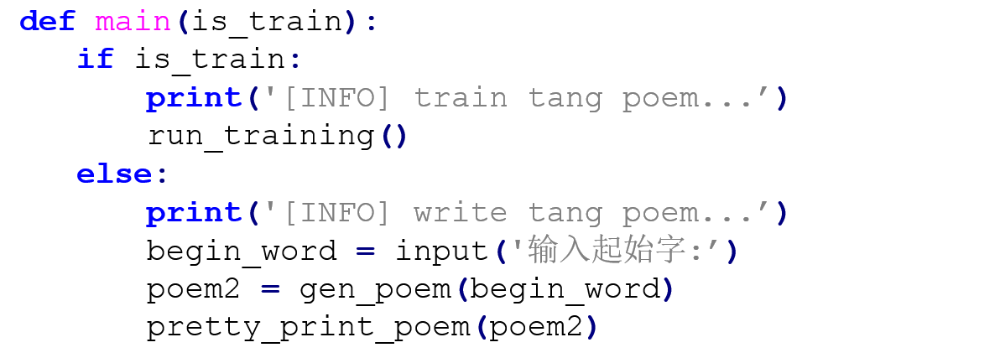 def main(is_train):
    if is_train:
        print('[INFO] train tang poem...’)
        run_training()
    else:
        print('[INFO] write tang poem...’)
        begin_word = input('输入起始字:’)
        poem2 = gen_poem(begin_word)
        pretty_print_poem(poem2)